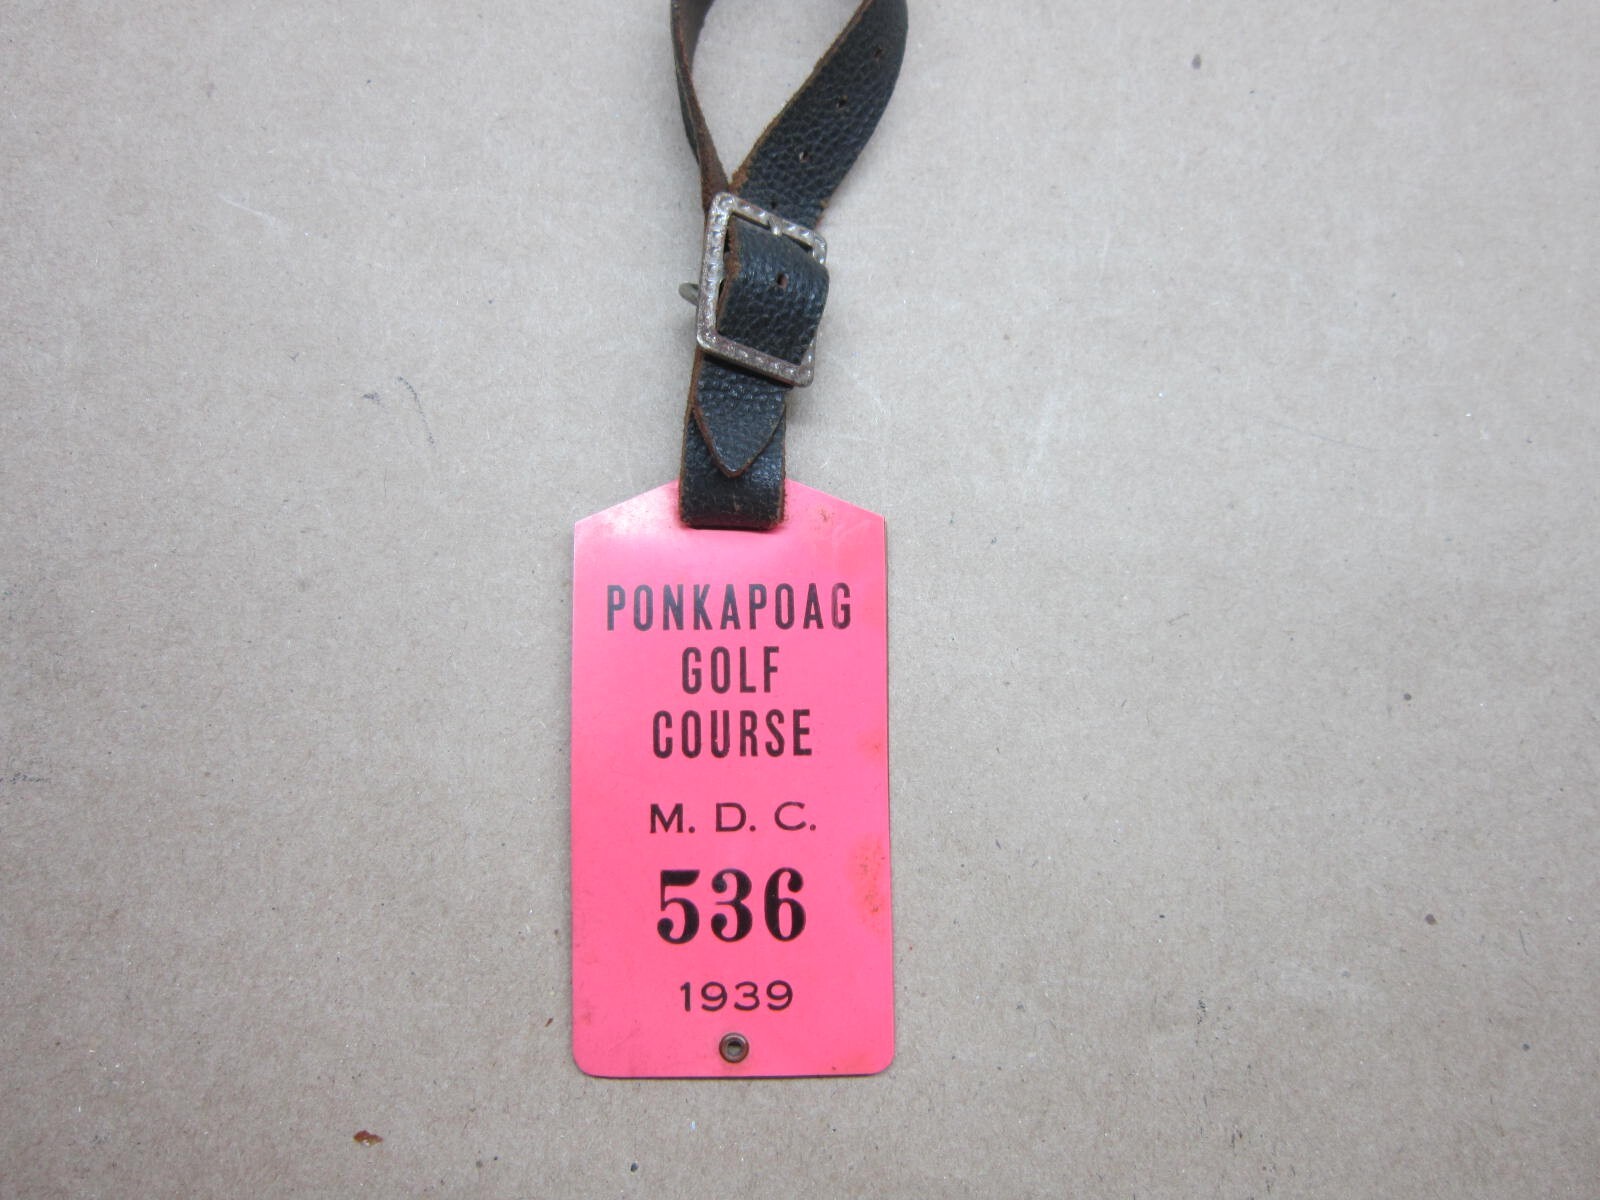 PONKAPOAG
GOLF
COURSE
M. D. C.
536
1939